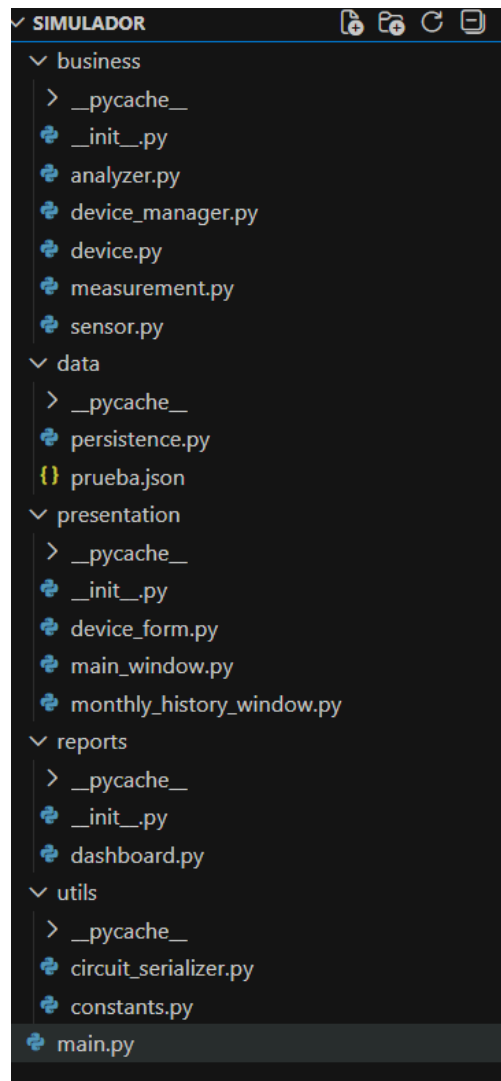 SIMULADOR
business
__pycache__
__init__.py
analyzer.py
device_manager.py
device.py
measurement.py
sensor.py
data
__pycache__
persistence.py
{} prueba.json
presentation
__pycache__
__init__.py
device_form.py
main_window.py
monthly_history_window.py
reports
__pycache__
__init__.py
dashboard.py
utils
__pycache__
circuit_serializer.py
constants.py
main.py